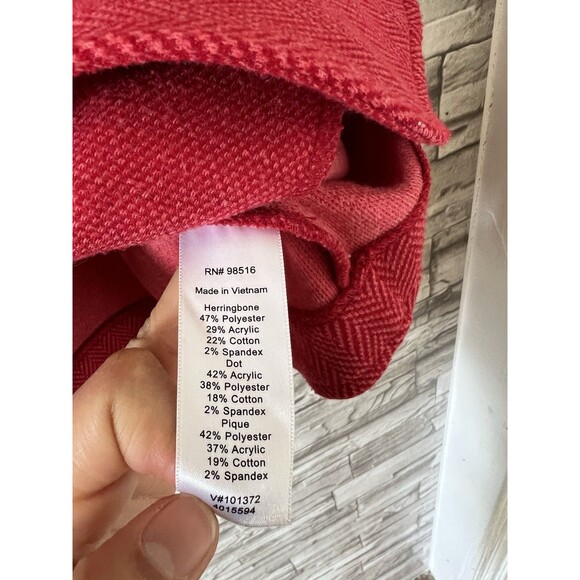 RN# 98516
Made in Vietnam
Herringbone
47% Polyester
29% Acrylic
22% Cotton
2% Spandex
Dot
42% Acrylic
38% Polyester
18% Cotton
2% Spandex
Pique
42% Polyester
37% Acrylic
19% Cotton
2% Spandex
V#101372
4015594